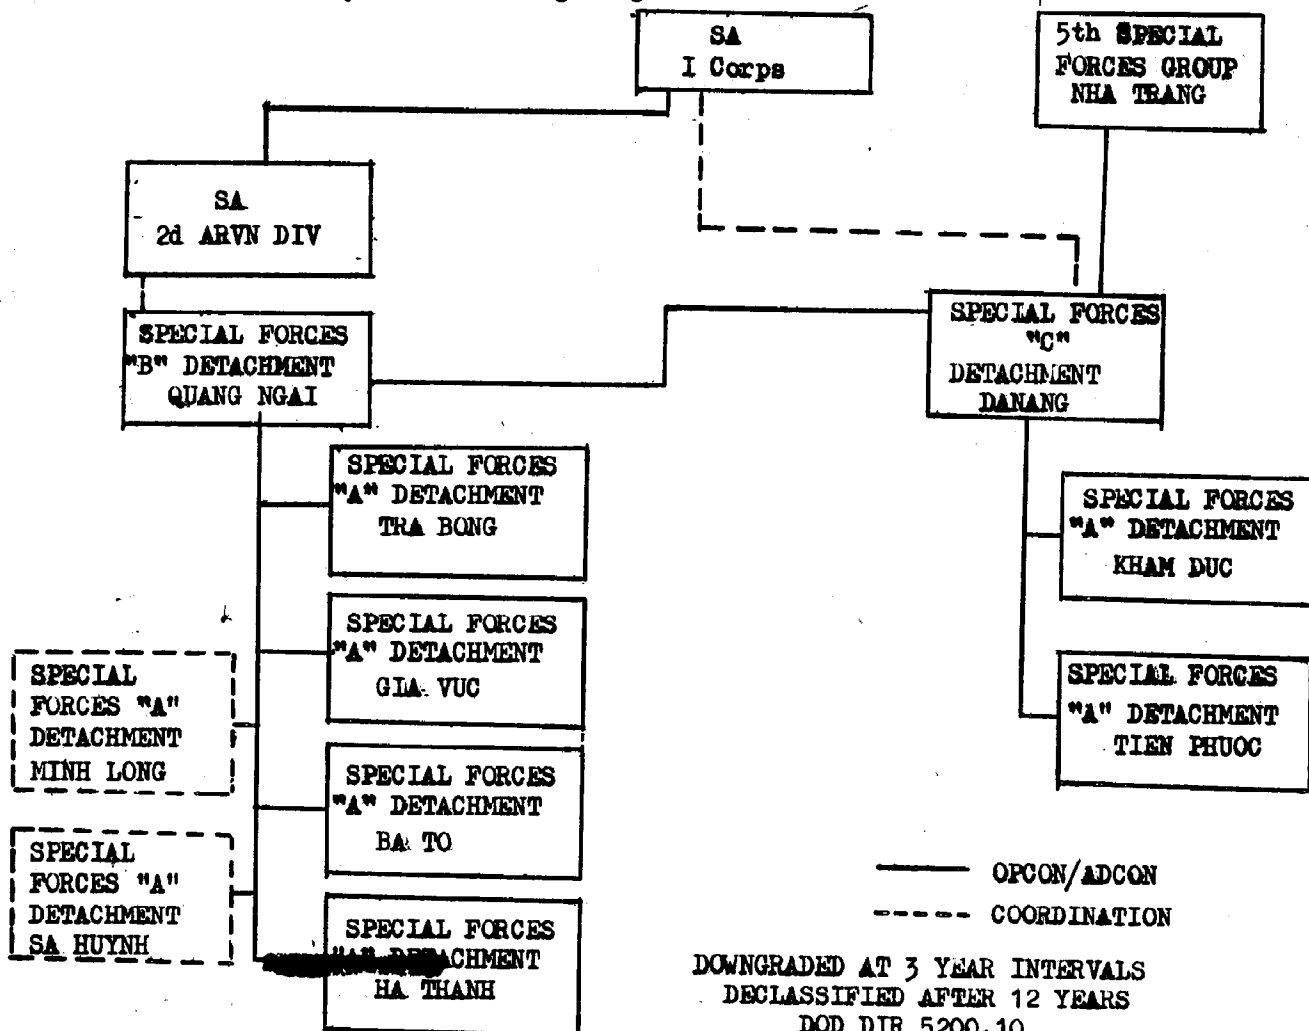 SA
I Corps
5th SPECIAL
FORCES GROUP
NHA TRANG
SA
2d ARVN DIV
SPECIAL FORCES
"B" DETACHMENT
QUANG NGAI
SPECIAL FORCES
"C"
DETACHMENT
DANANG
SPECIAL FORCES
"A" DETACHMENT
TRA BONG
SPECIAL FORCES
"A" DETACHMENT
GIA VUC
SPECIAL FORCES
"A" DETACHMENT
BA TO
SPECIAL FORCES
"A" DETACHMENT
HA THANH
SPECIAL
FORCES "A"
DETACHMENT
MINH LONG
SPECIAL
FORCES "A"
DETACHMENT
SA HUYNH
SPECIAL FORCES
"A" DETACHMENT
KHAM DUC
SPECIAL FORCES
"A" DETACHMENT
TIEN PHUOC
OPCON/ADCON
COORDINATION
DOWNGRADED AT 3 YEAR INTERVALS
DECLASSIFIED AFTER 12 YEARS
DOD DIR 5200.10